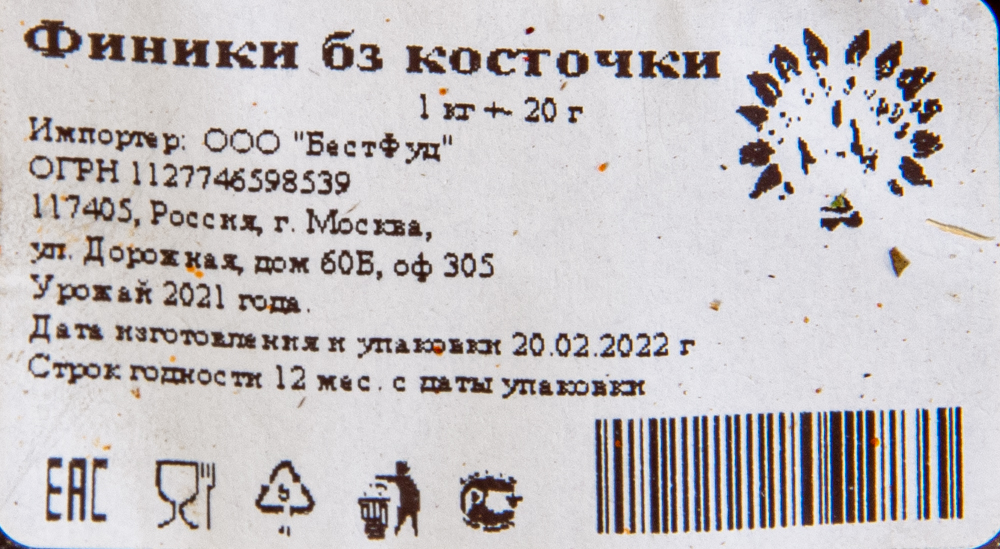 Финики бз косточки
1 кг +- 20 г
Импортер: ООО "БестФуд"
ОГРН 1127746598539
117405, Россия, г. Москва,
ул. Дорожная, дом 60Б, оф 305
Урожай 2021 года.
Дата изготовления и упаковки 20.02.2022 г
Строк годности 12 мес. с даты упаковки
ЕАС